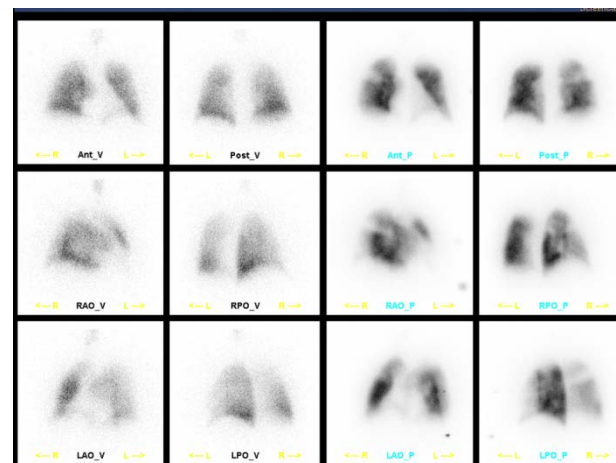 <--- R Ant_V L --->
<--- L Post_V R --->
<--- R Ant_P L --->
<--- L Post_P R --->
<--- R RAO_V L --->
<--- L RPO_V R --->
<--- R RAO_P L --->
<--- L RPO_P R --->
<--- R LAO_V L --->
<--- L LPO_V R --->
<--- R LAO_P L --->
<--- L LPO_P R --->